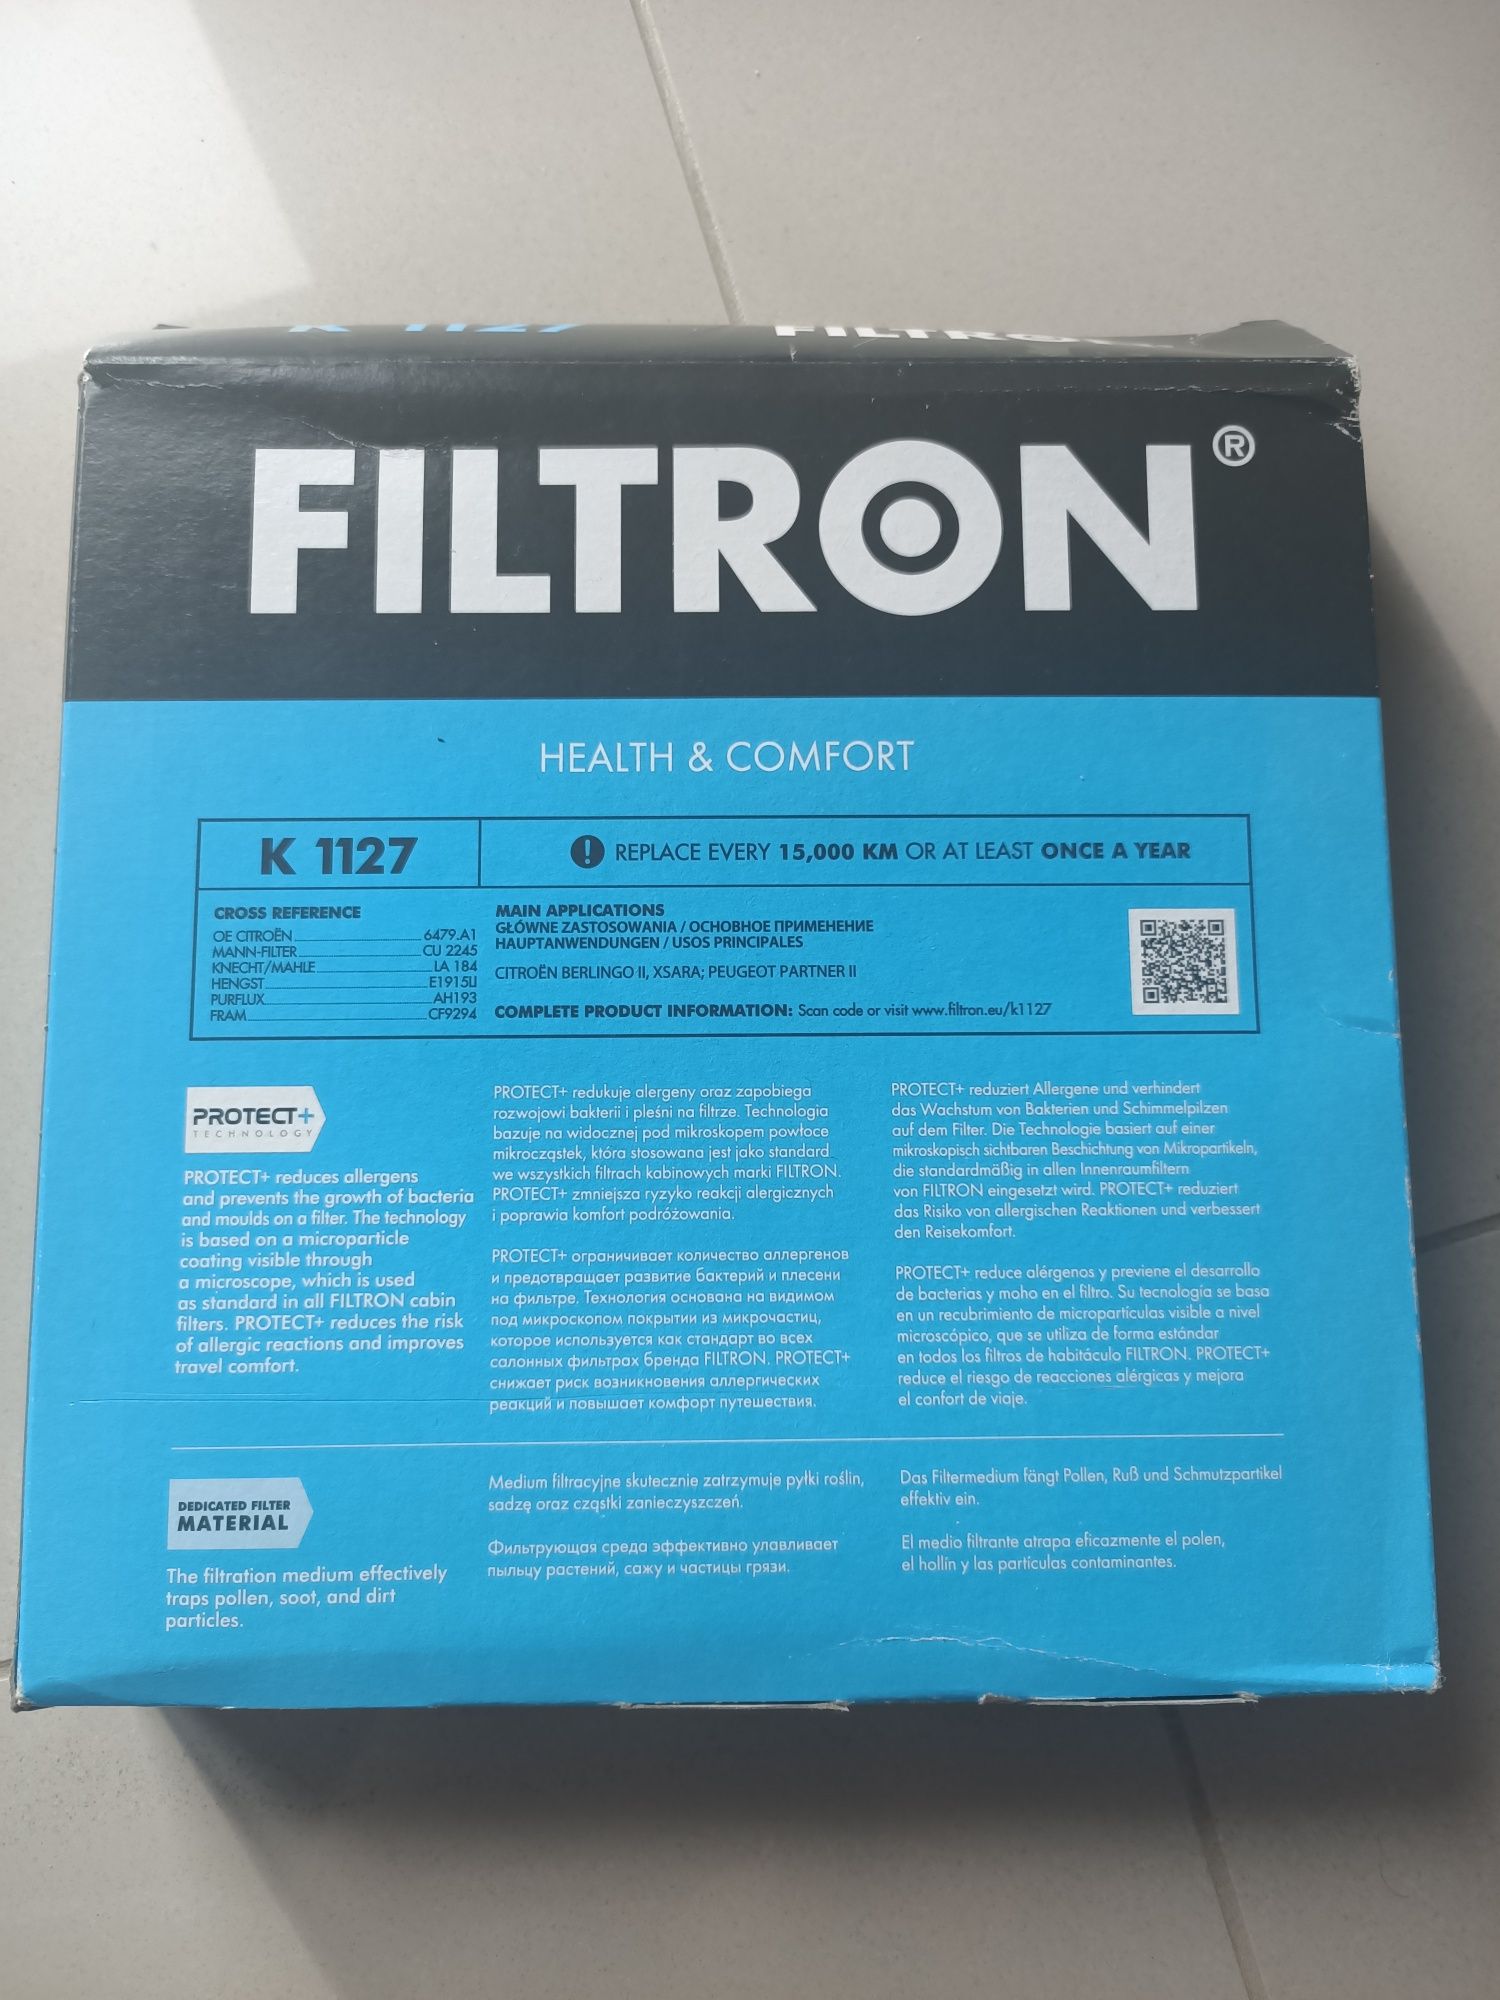 K 1127 FILTRON
FILTRON®
HEALTH & COMFORT
K 1127
! REPLACE EVERY 15,000 KM OR AT LEAST ONCE A YEAR
CROSS REFERENCE
OE CITROËN 6479.A1
MANN-FILTER CU 2245
KNECHT/MAHLE LA 184
HENGST E1915LI
PURFLUX AH193
FRAM CF9294
MAIN APPLICATIONS
GŁÓWNE ZASTOSOWANIA / ОСНОВНОЕ ПРИМЕНЕНИЕ
HAUPTANWENDUNGEN / USOS PRINCIPALES
CITROËN BERLINGO II, XSARA; PEUGEOT PARTNER II
COMPLETE PRODUCT INFORMATION: Scan code or visit www.filtron.eu/k1127
PROTECT+
TECHNOLOGY
PROTECT+ reduces allergens
and prevents the growth of bacteria
and moulds on a filter. The technology
is based on a microparticle
coating visible through
a microscope, which is used
as standard in all FILTRON cabin
filters. PROTECT+ reduces the risk
of allergic reactions and improves
travel comfort.
PROTECT+ redukuje alergeny oraz zapobiega
rozwojowi bakterii i pleśni na filtrze. Technologia
bazuje na widocznej pod mikroskopem powłoce
mikrocząstek, która stosowana jest jako standard
we wszystkich filtrach kabinowych marki FILTRON.
PROTECT+ zmniejsza ryzyko reakcji alergicznych
i poprawia komfort podróżowania.
PROTECT+ ограничивает количество аллергенов
и предотвращает развитие бактерий и плесени
на фильтре. Технология основана на видимом
под микроскопом покрытии из микрочастиц,
которое используется как стандарт во всех
салонных фильтрах бренда FILTRON. PROTECT+
снижает риск возникновения аллергических
реакций и повышает комфорт путешествия.
PROTECT+ reduziert Allergene und verhindert
das Wachstum von Bakterien und Schimmelpilzen
auf dem Filter. Die Technologie basiert auf einer
mikroskopisch sichtbaren Beschichtung von Mikropartikeln,
die standardmäßig in allen Innenraumfiltern
von FILTRON eingesetzt wird. PROTECT+ reduziert
das Risiko von allergischen Reaktionen und verbessert
den Reisekomfort.
PROTECT+ reduce alérgenos y previene el desarrollo
de bacterias y moho en el filtro. Su tecnología se basa
en un recubrimiento de micropartículas visible a nivel
microscópico, que se utiliza de forma estándar
en todos los filtros de habitáculo FILTRON. PROTECT+
reduce el riesgo de reacciones alérgicas y mejora
el confort de viaje.
DEDICATED FILTER
MATERIAL
The filtration medium effectively
traps pollen, soot, and dirt
particles.
Medium filtracyjne skutecznie zatrzymuje pyłki roślin,
sadzę oraz cząstki zanieczyszczeń.
Фильтрующая среда эффективно улавливает
пыльцу растений, сажу и частицы грязи.
Das Filtermedium fängt Pollen, Ruß und Schmutzpartikel
effektiv ein.
El medio filtrante atrapa eficazmente el polen,
el hollín y las partículas contaminantes.